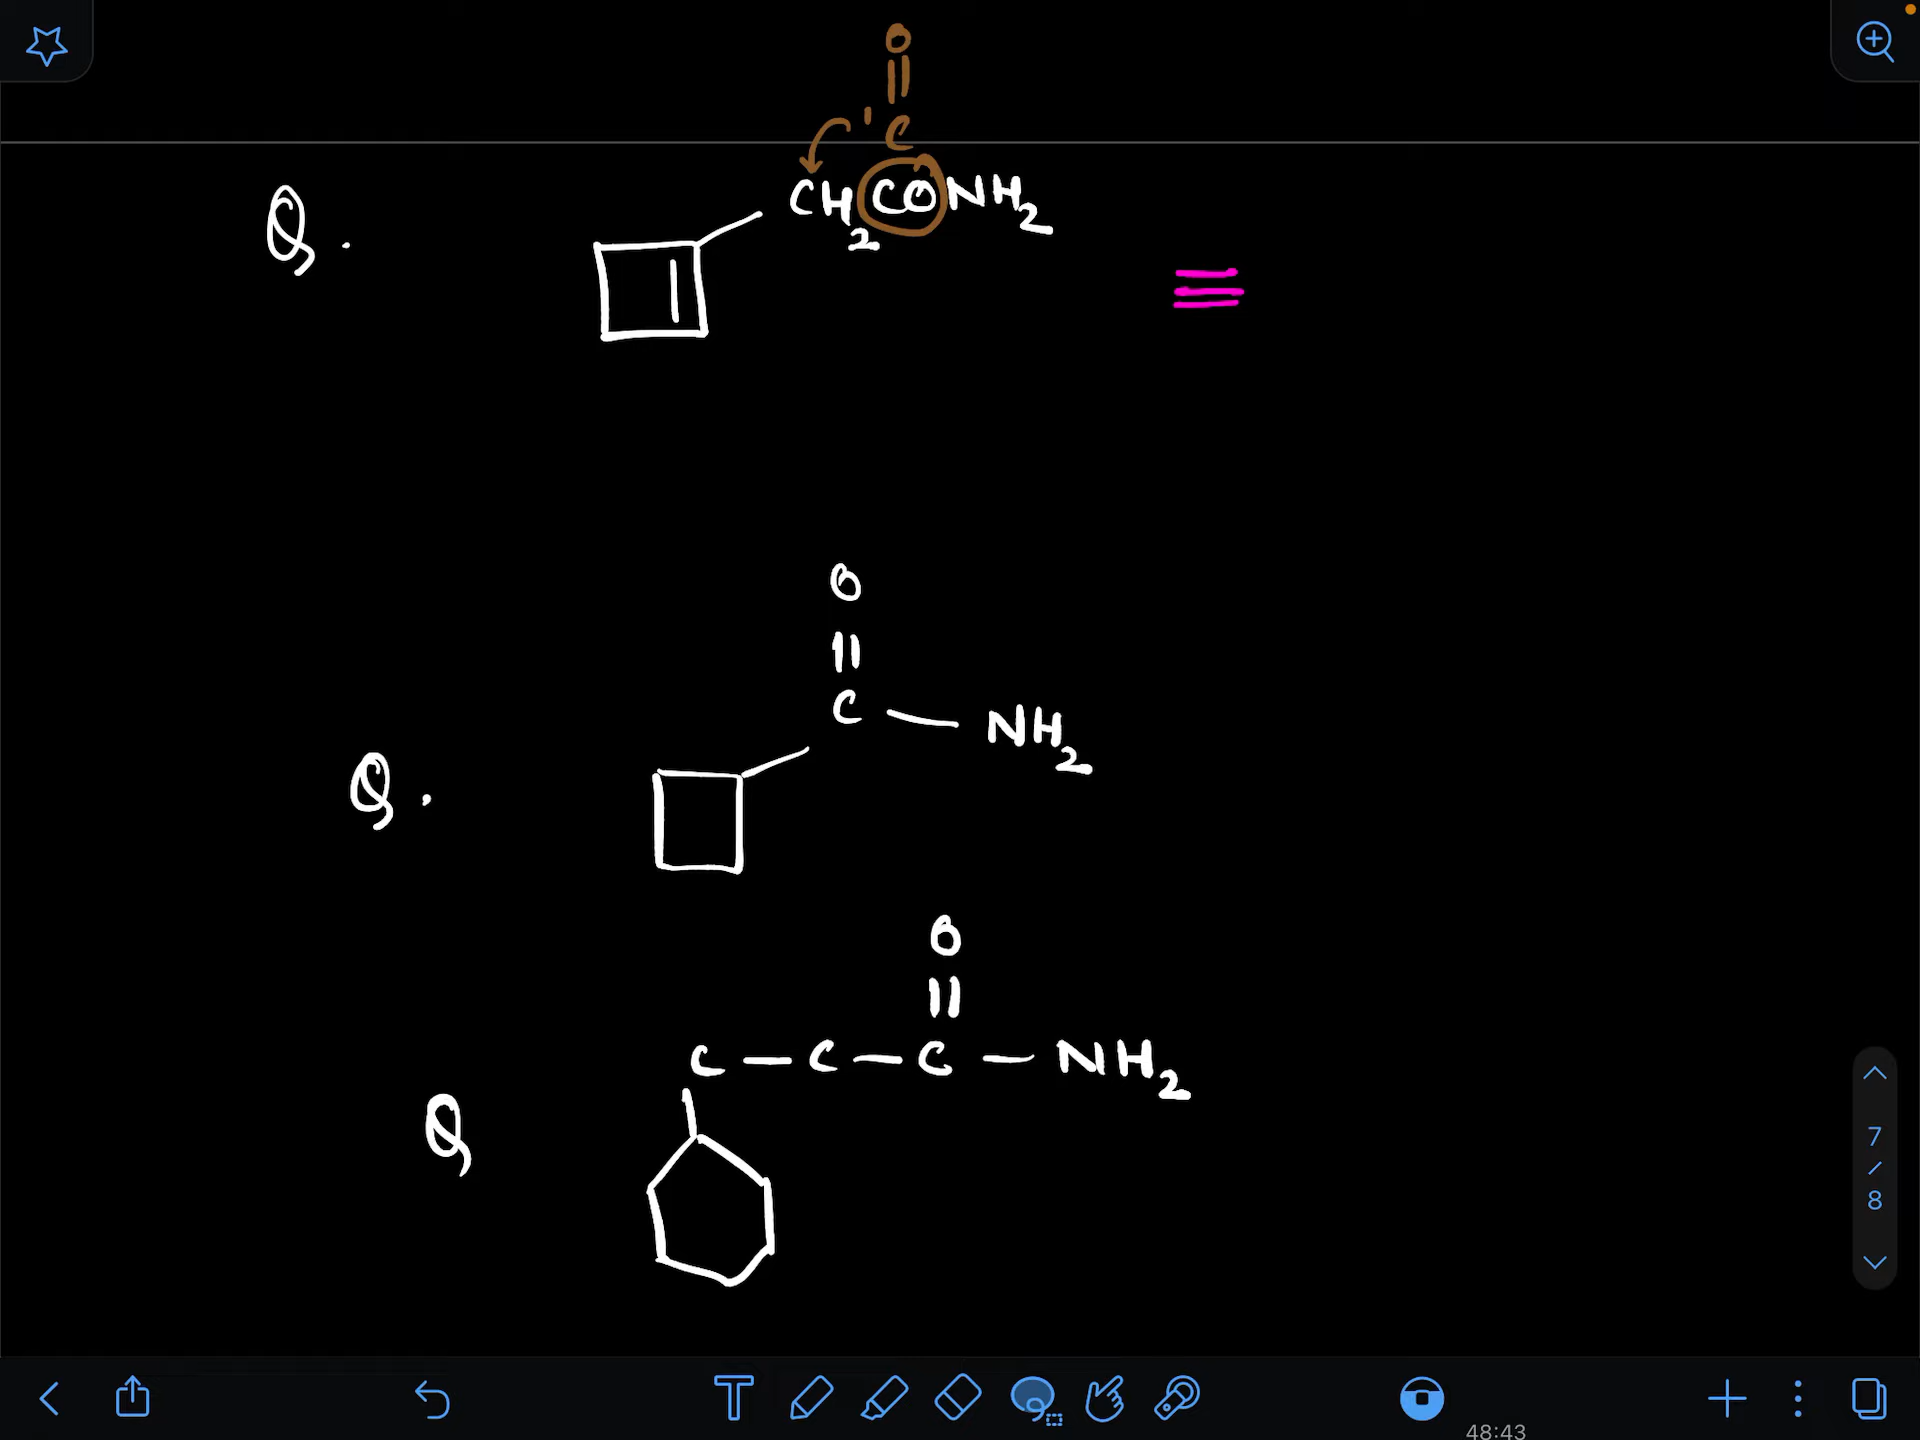 O
||
' C
Q. CH₂CONH₂
O
||
C — NH₂
Q.
O
||
C — C — C — NH₂
Q
7
/
8
T
48:43